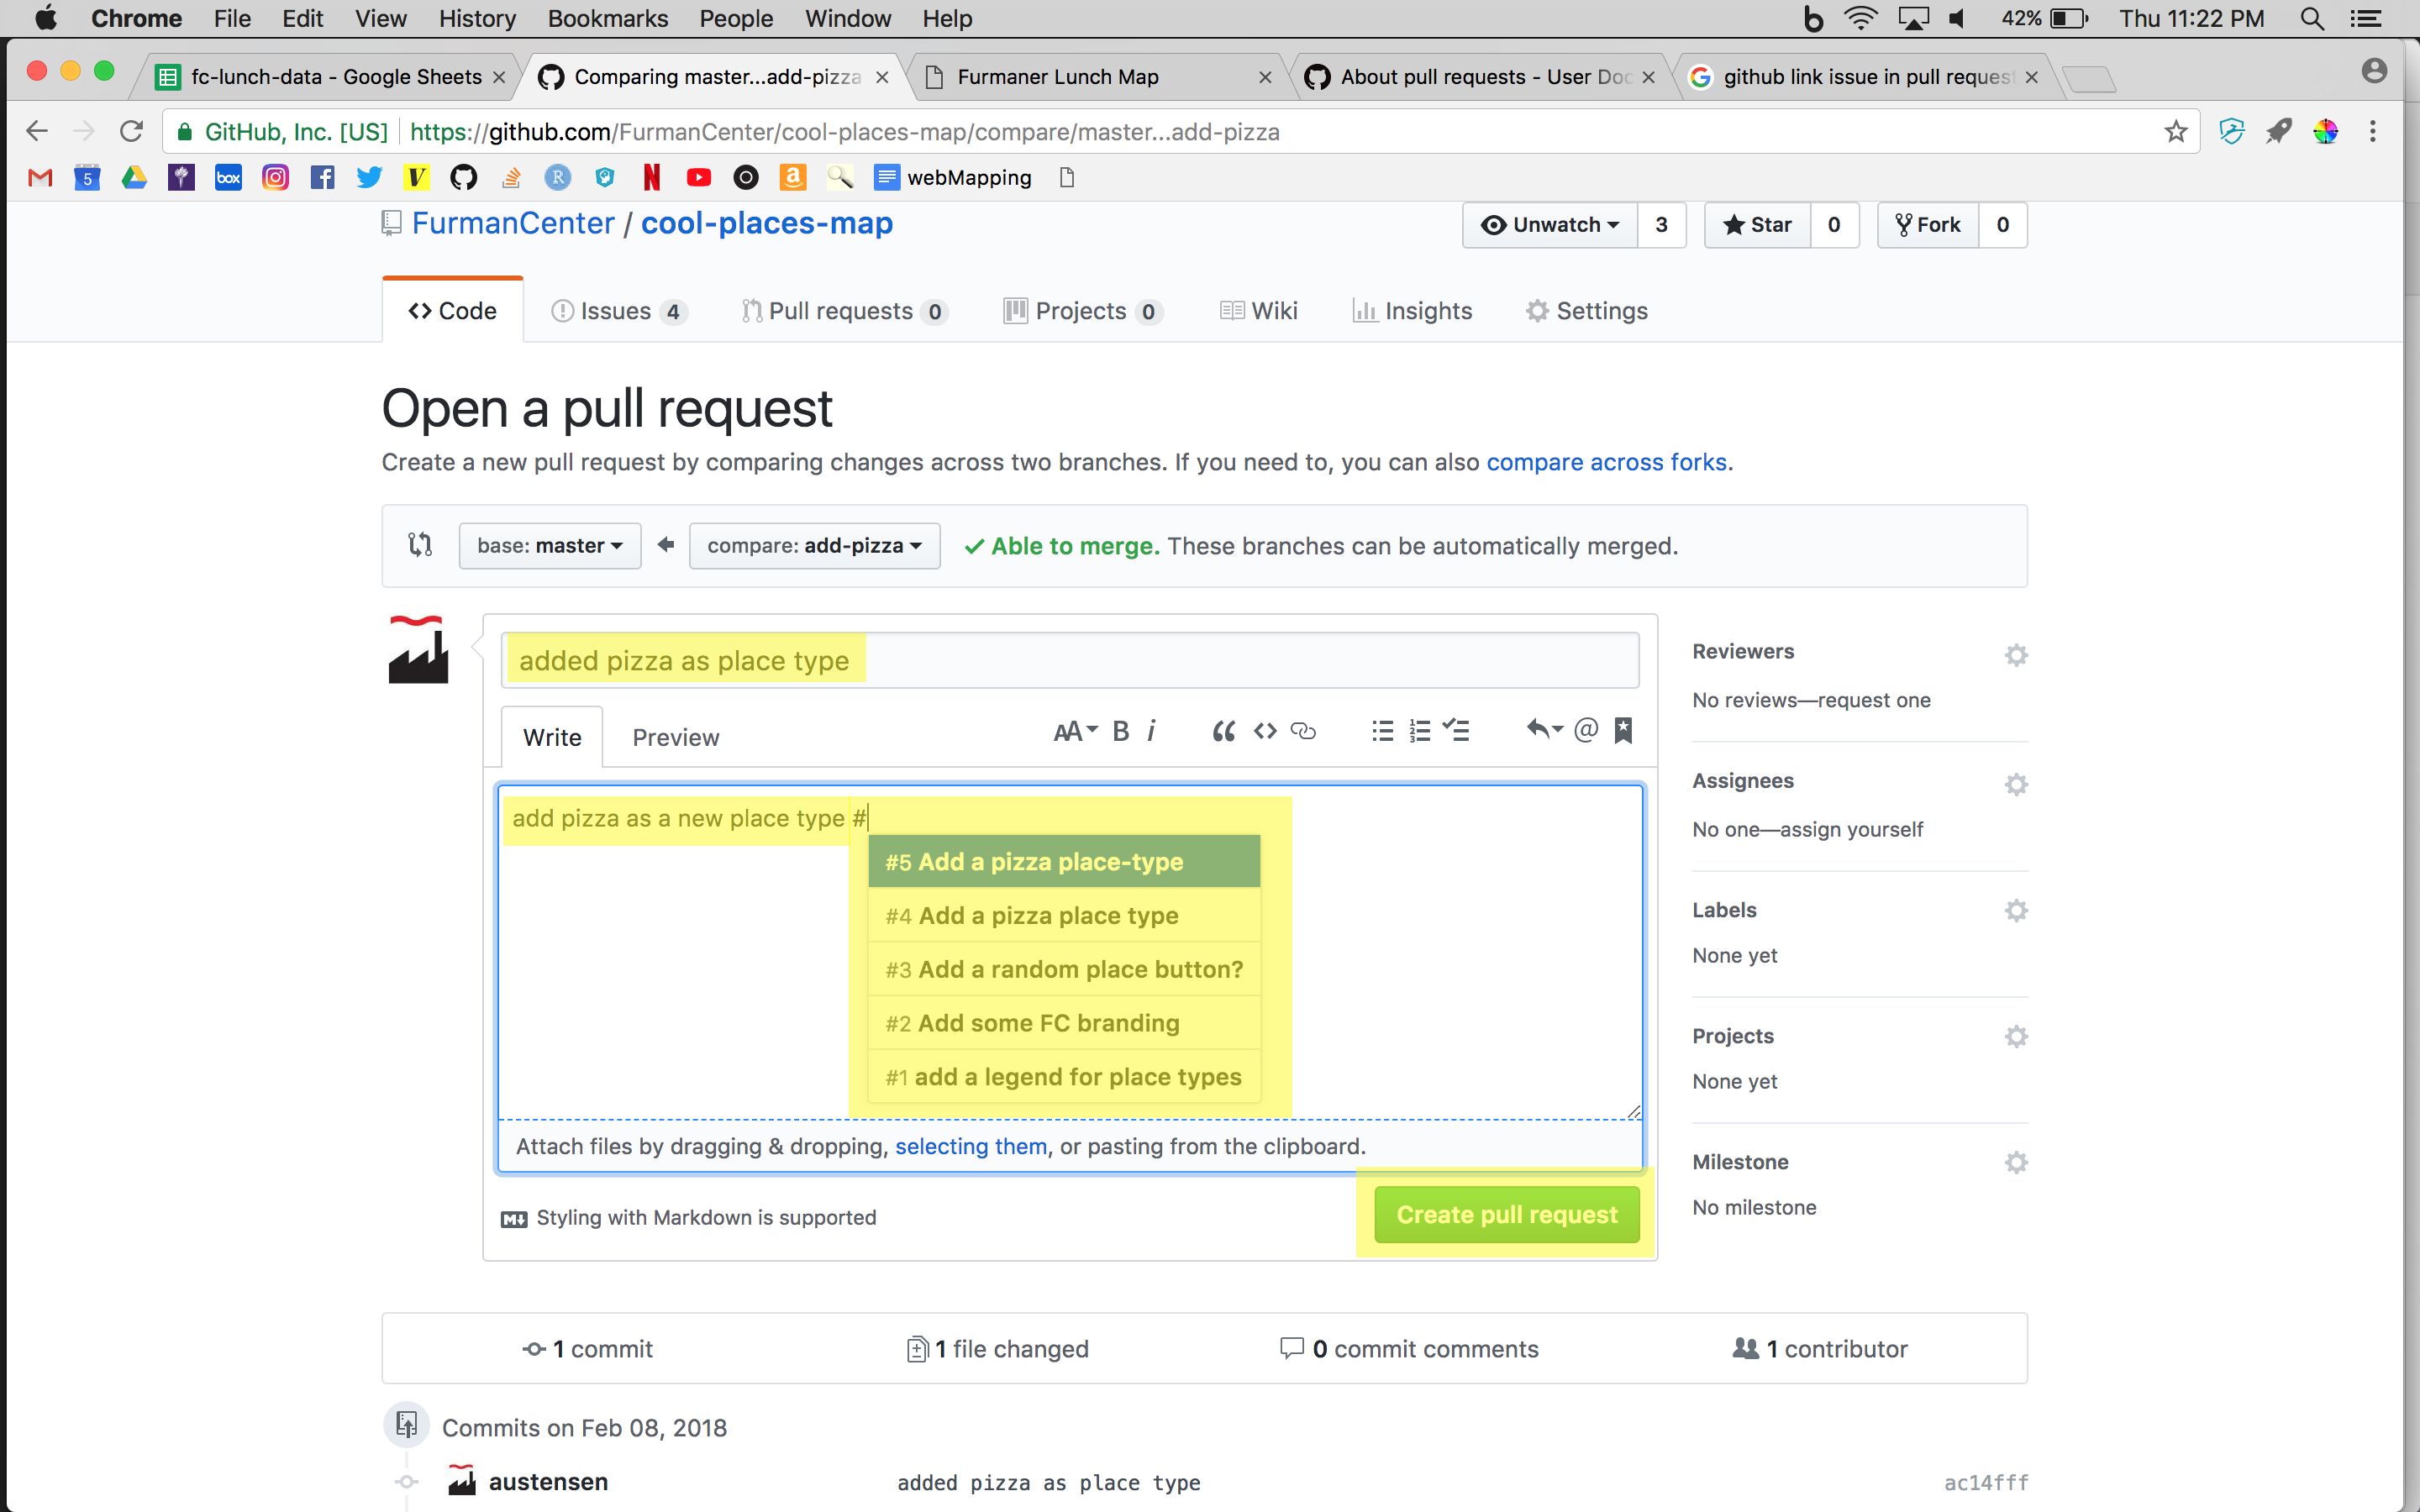 Chrome File Edit View History Bookmarks People Window Help 42% Thu 11:22 PM
fc-lunch-data - Google Sheets Comparing master...add-pizza Furmaner Lunch Map About pull requests - User Doc github link issue in pull request
GitHub, Inc. [US] https://github.com/FurmanCenter/cool-places-map/compare/master...add-pizza
5 box V R N a webMapping
FurmanCenter / cool-places-map Unwatch 3 Star 0 Fork 0
Code Issues 4 Pull requests 0 Projects 0 Wiki Insights Settings
Open a pull request
Create a new pull request by comparing changes across two branches. If you need to, you can also compare across forks.
base: master compare: add-pizza Able to merge. These branches can be automatically merged.
added pizza as place type
Write Preview AA B i
add pizza as a new place type #
#5 Add a pizza place-type
#4 Add a pizza place type
#3 Add a random place button?
#2 Add some FC branding
#1 add a legend for place types
Attach files by dragging & dropping, selecting them, or pasting from the clipboard.
Styling with Markdown is supported
Create pull request
Reviewers
No reviews—request one
Assignees
No one—assign yourself
Labels
None yet
Projects
None yet
Milestone
No milestone
1 commit 1 file changed 0 commit comments 1 contributor
Commits on Feb 08, 2018
austensen added pizza as place type ac14fff